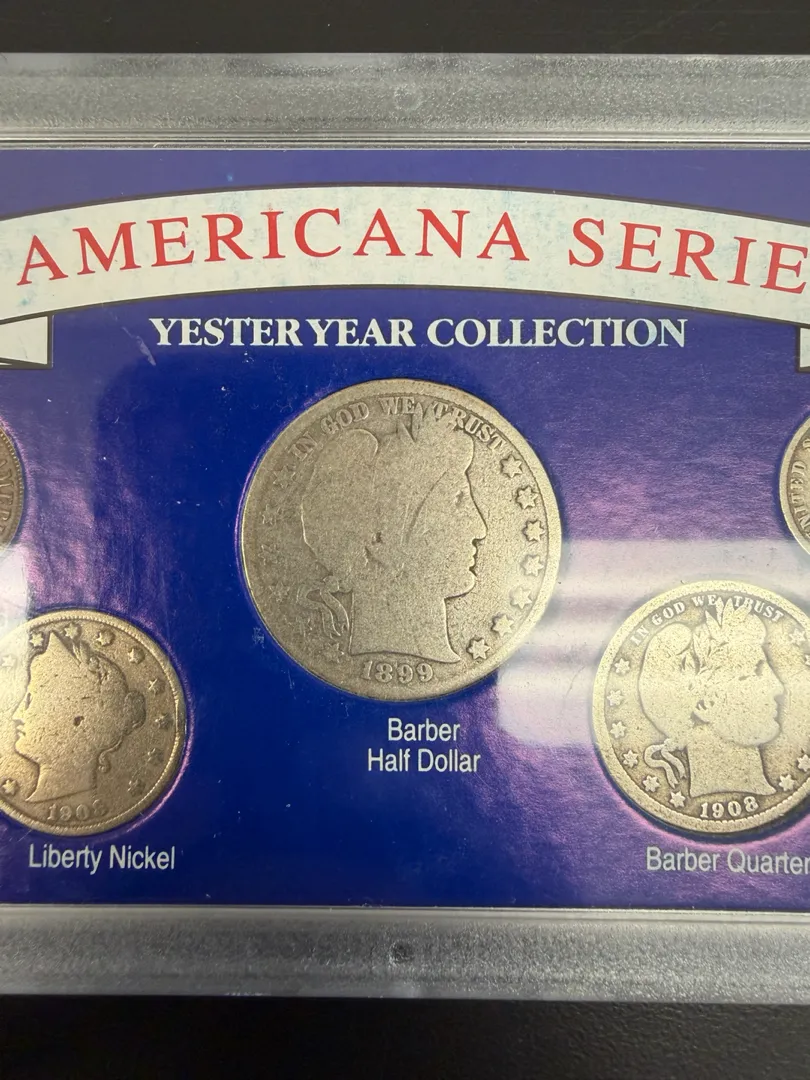 AMERICANA SERIE
YESTERYEAR COLLECTION
IN GOD WE TRUST
1899
Barber
Half Dollar
Liberty Nickel
IN GOD WE TRUST
1908
Barber Quarter